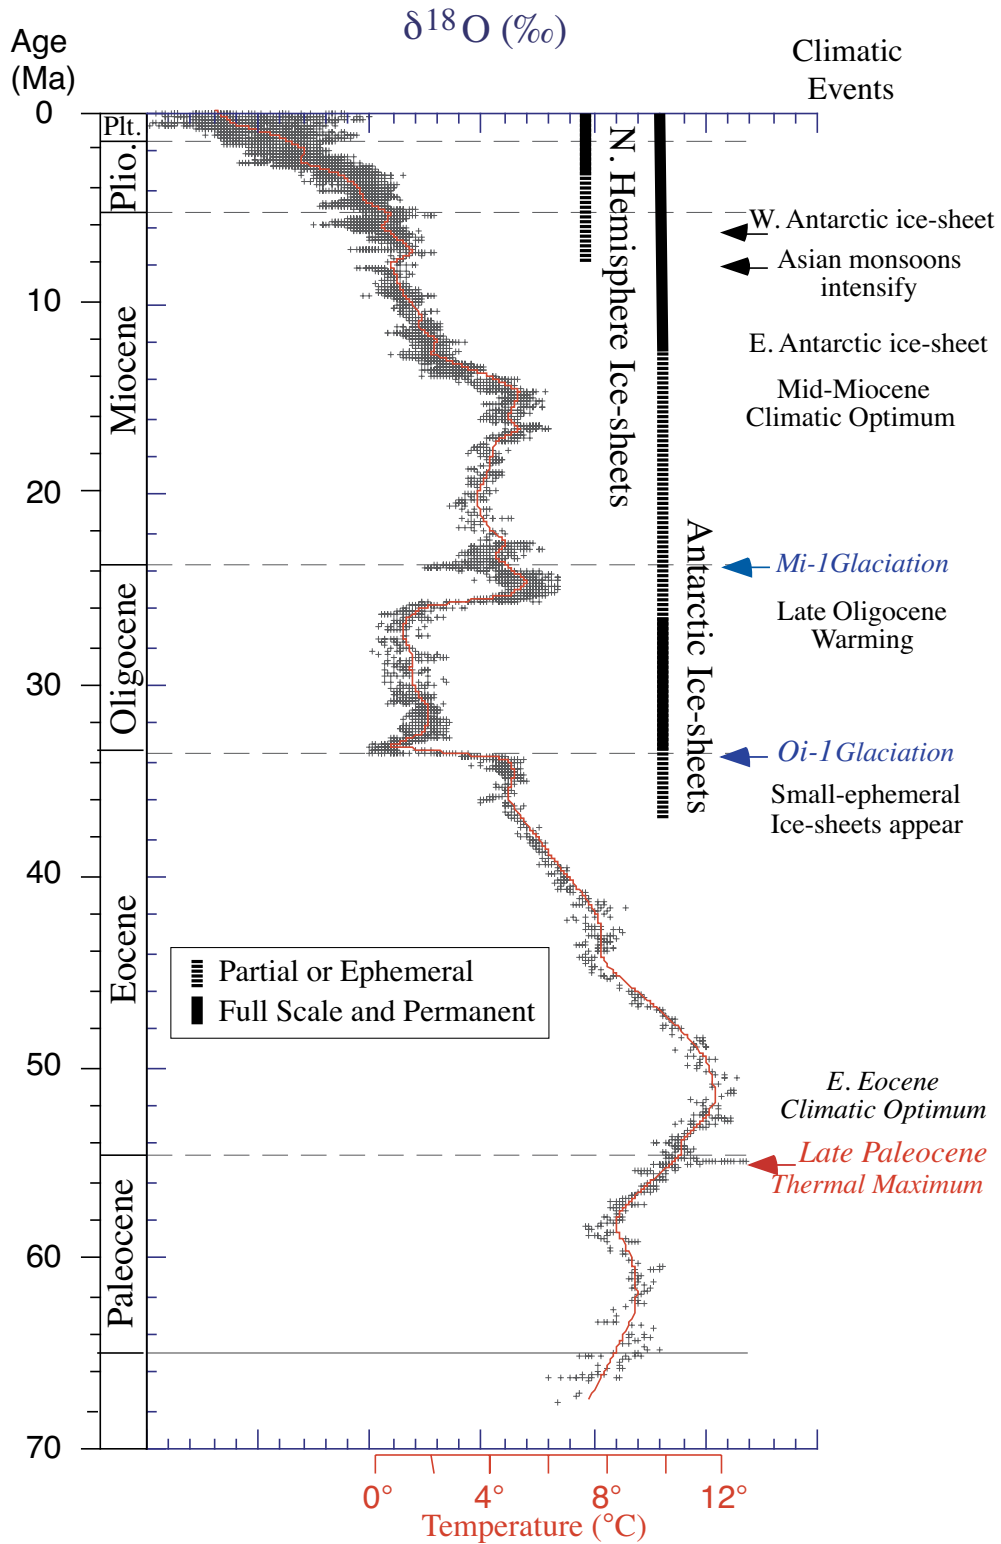 δ18O (‰)
Age
(Ma)
Climatic
Events
0
10
20
30
40
50
60
70
Plt.
Plio.
Miocene
Oligocene
Eocene
Paleocene
N. Hemisphere Ice-sheets
Antarctic Ice-sheets
W. Antarctic ice-sheet
Asian monsoons
intensify
E. Antarctic ice-sheet
Mid-Miocene
Climatic Optimum
Mi-1Glaciation
Late Oligocene
Warming
Oi-1 Glaciation
Small-ephemeral
Ice-sheets appear
Partial or Ephemeral
Full Scale and Permanent
E. Eocene
Climatic Optimum
Late Paleocene
Thermal Maximum
0° 4° 8° 12°
Temperature (°C)